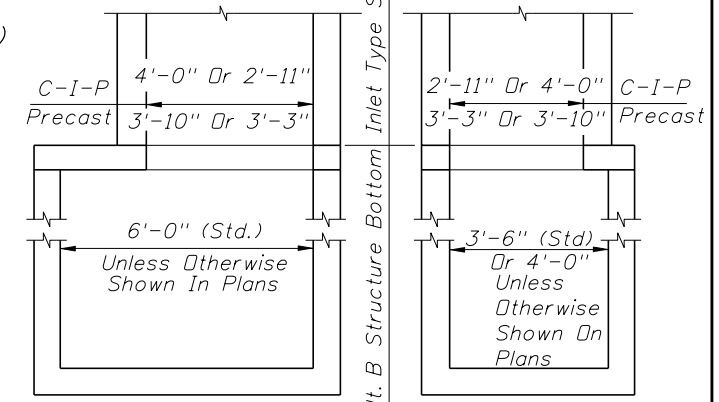 )
C-I-P
Precast
4'-0" Or 2'-11"
3'-10" Or 3'-3"
6'-0" (Std.)
Unless Otherwise
Shown In Plans
B Structure Bottom Inlet Type
2'-11" Or 4'-0"
3'-3" Or 3'-10"
C-I-P
Precast
3'-6" (Std)
Or 4'-0"
Unless
Otherwise
Shown On
Plans